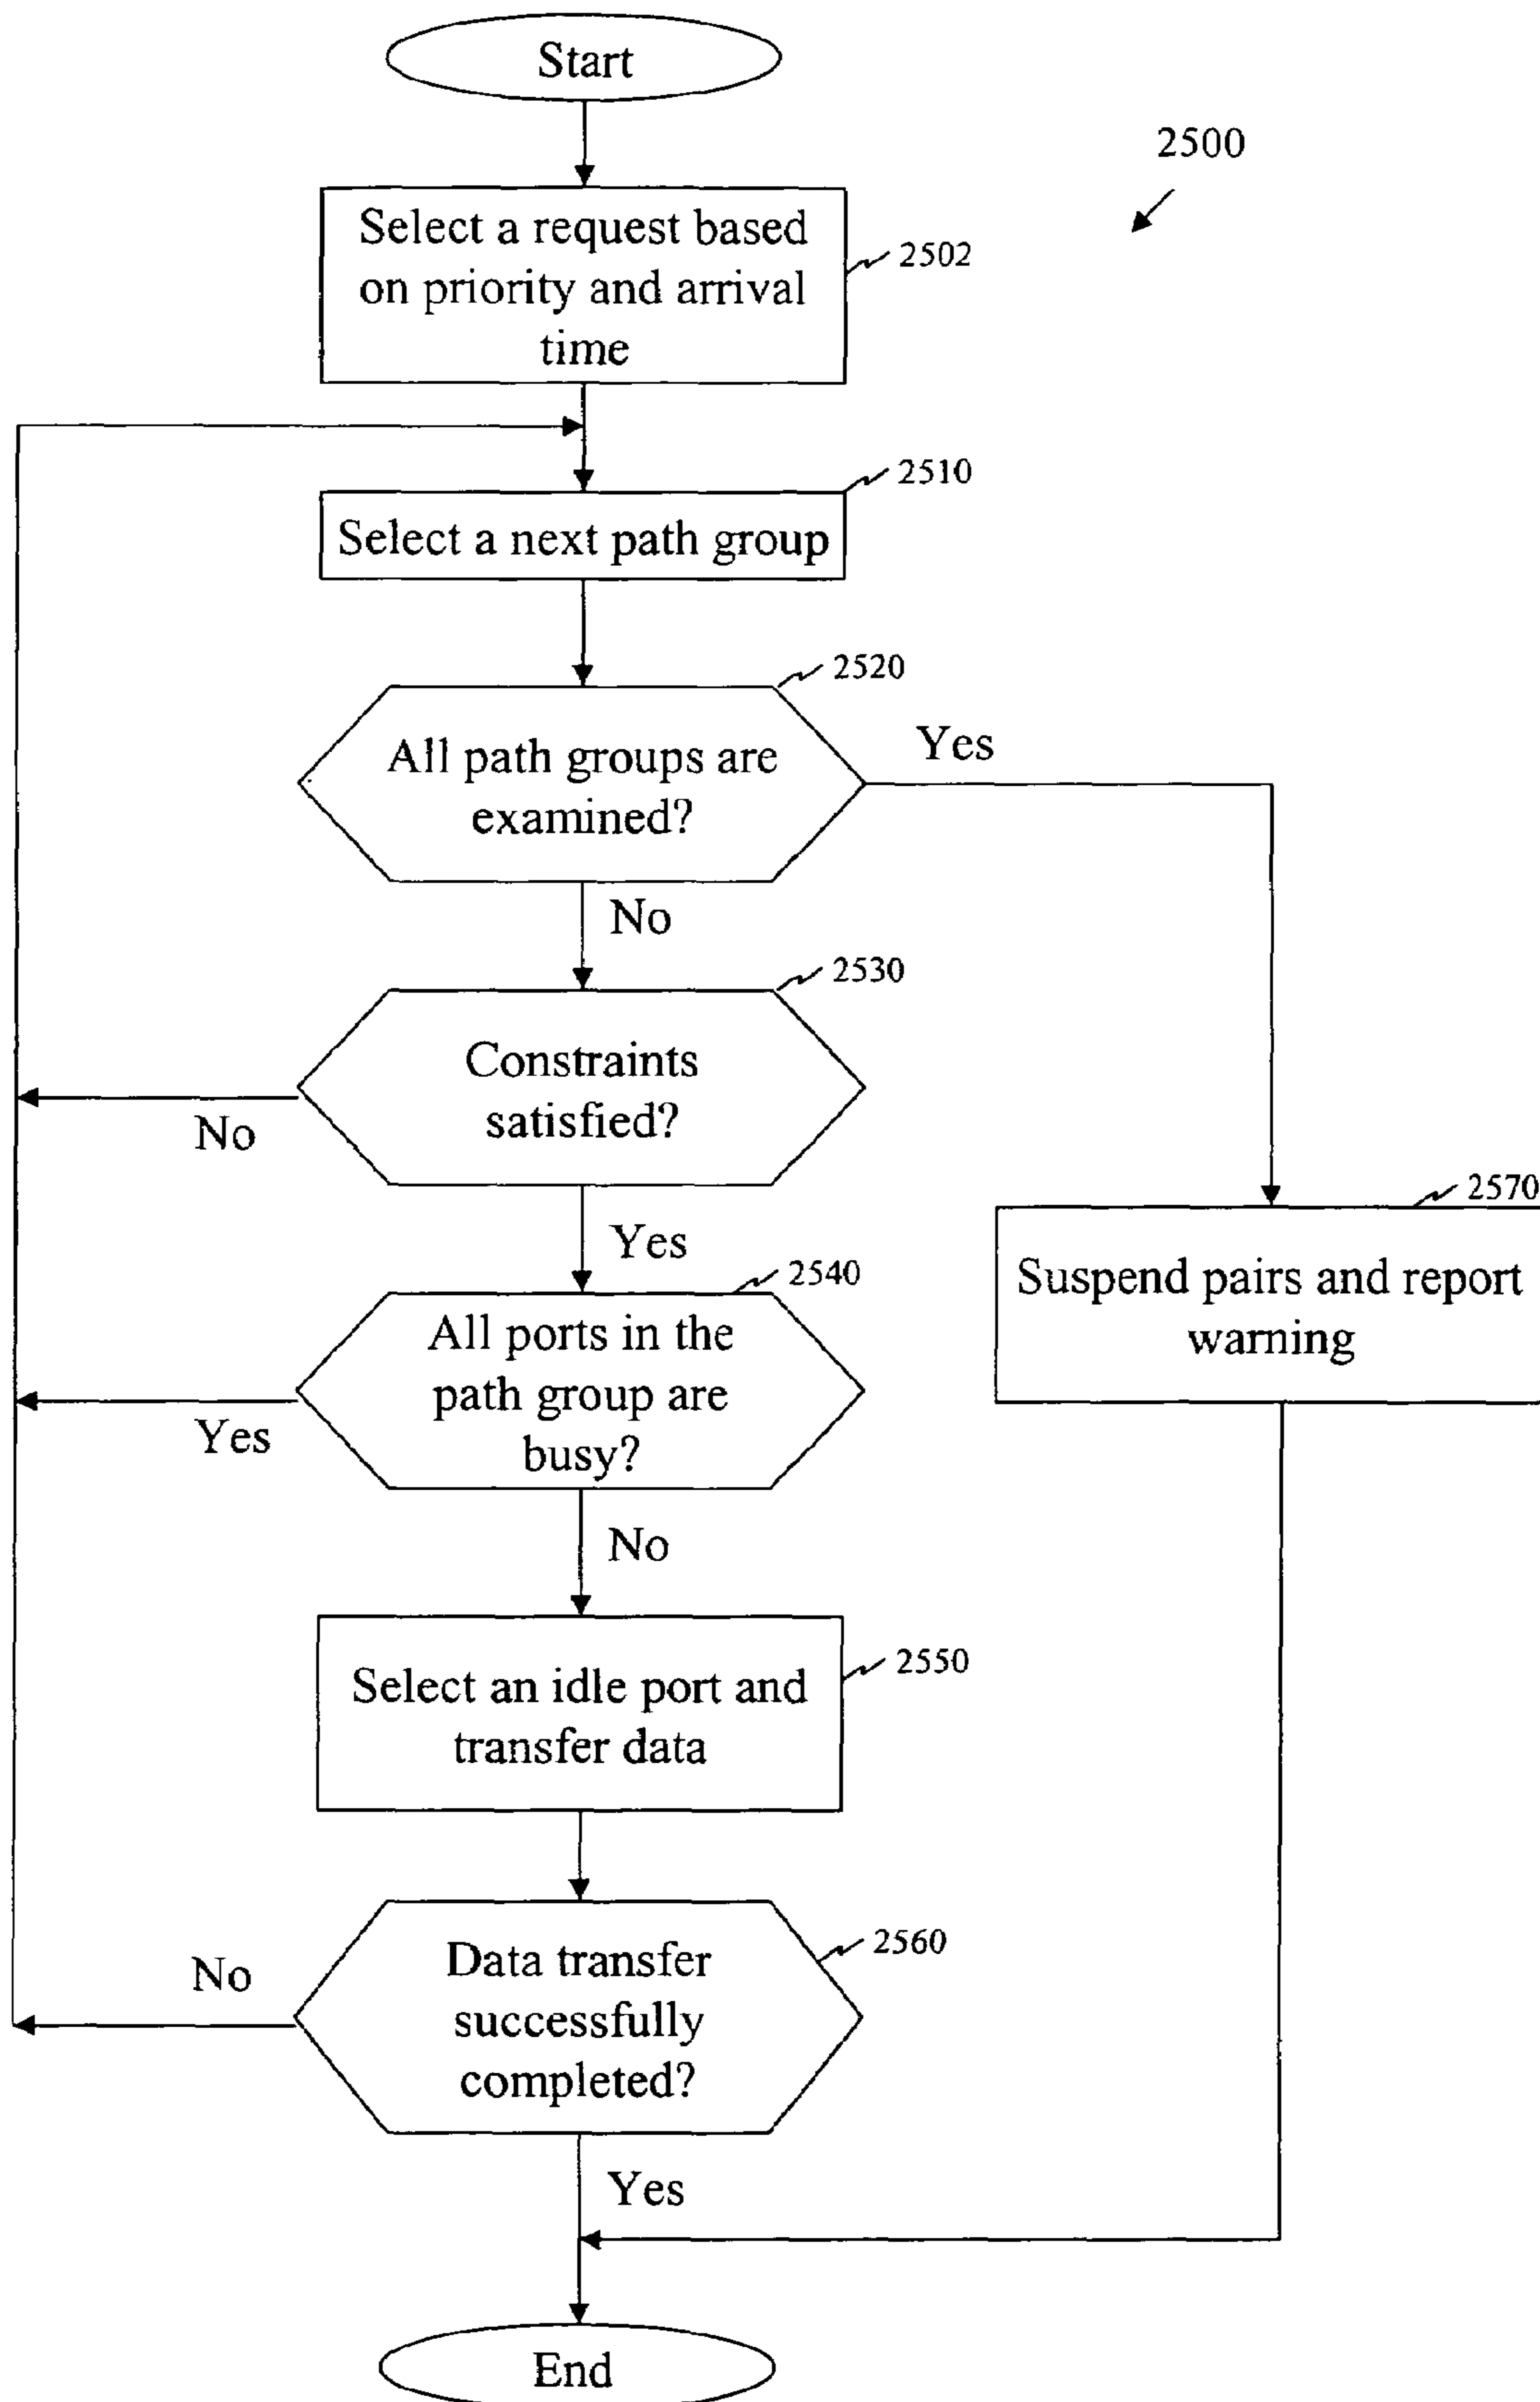 Start
2500
Select a request based
on priority and arrival
time
2502
2510
Select a next path group
2520
All path groups are
examined?
Yes
No
2530
Constraints
satisfied?
No
Yes
2540
All ports in the
path group are
busy?
Yes
No
2570
Suspend pairs and report
warning
Select an idle port and
transfer data
2550
2560
Data transfer
successfully
completed?
No
Yes
End